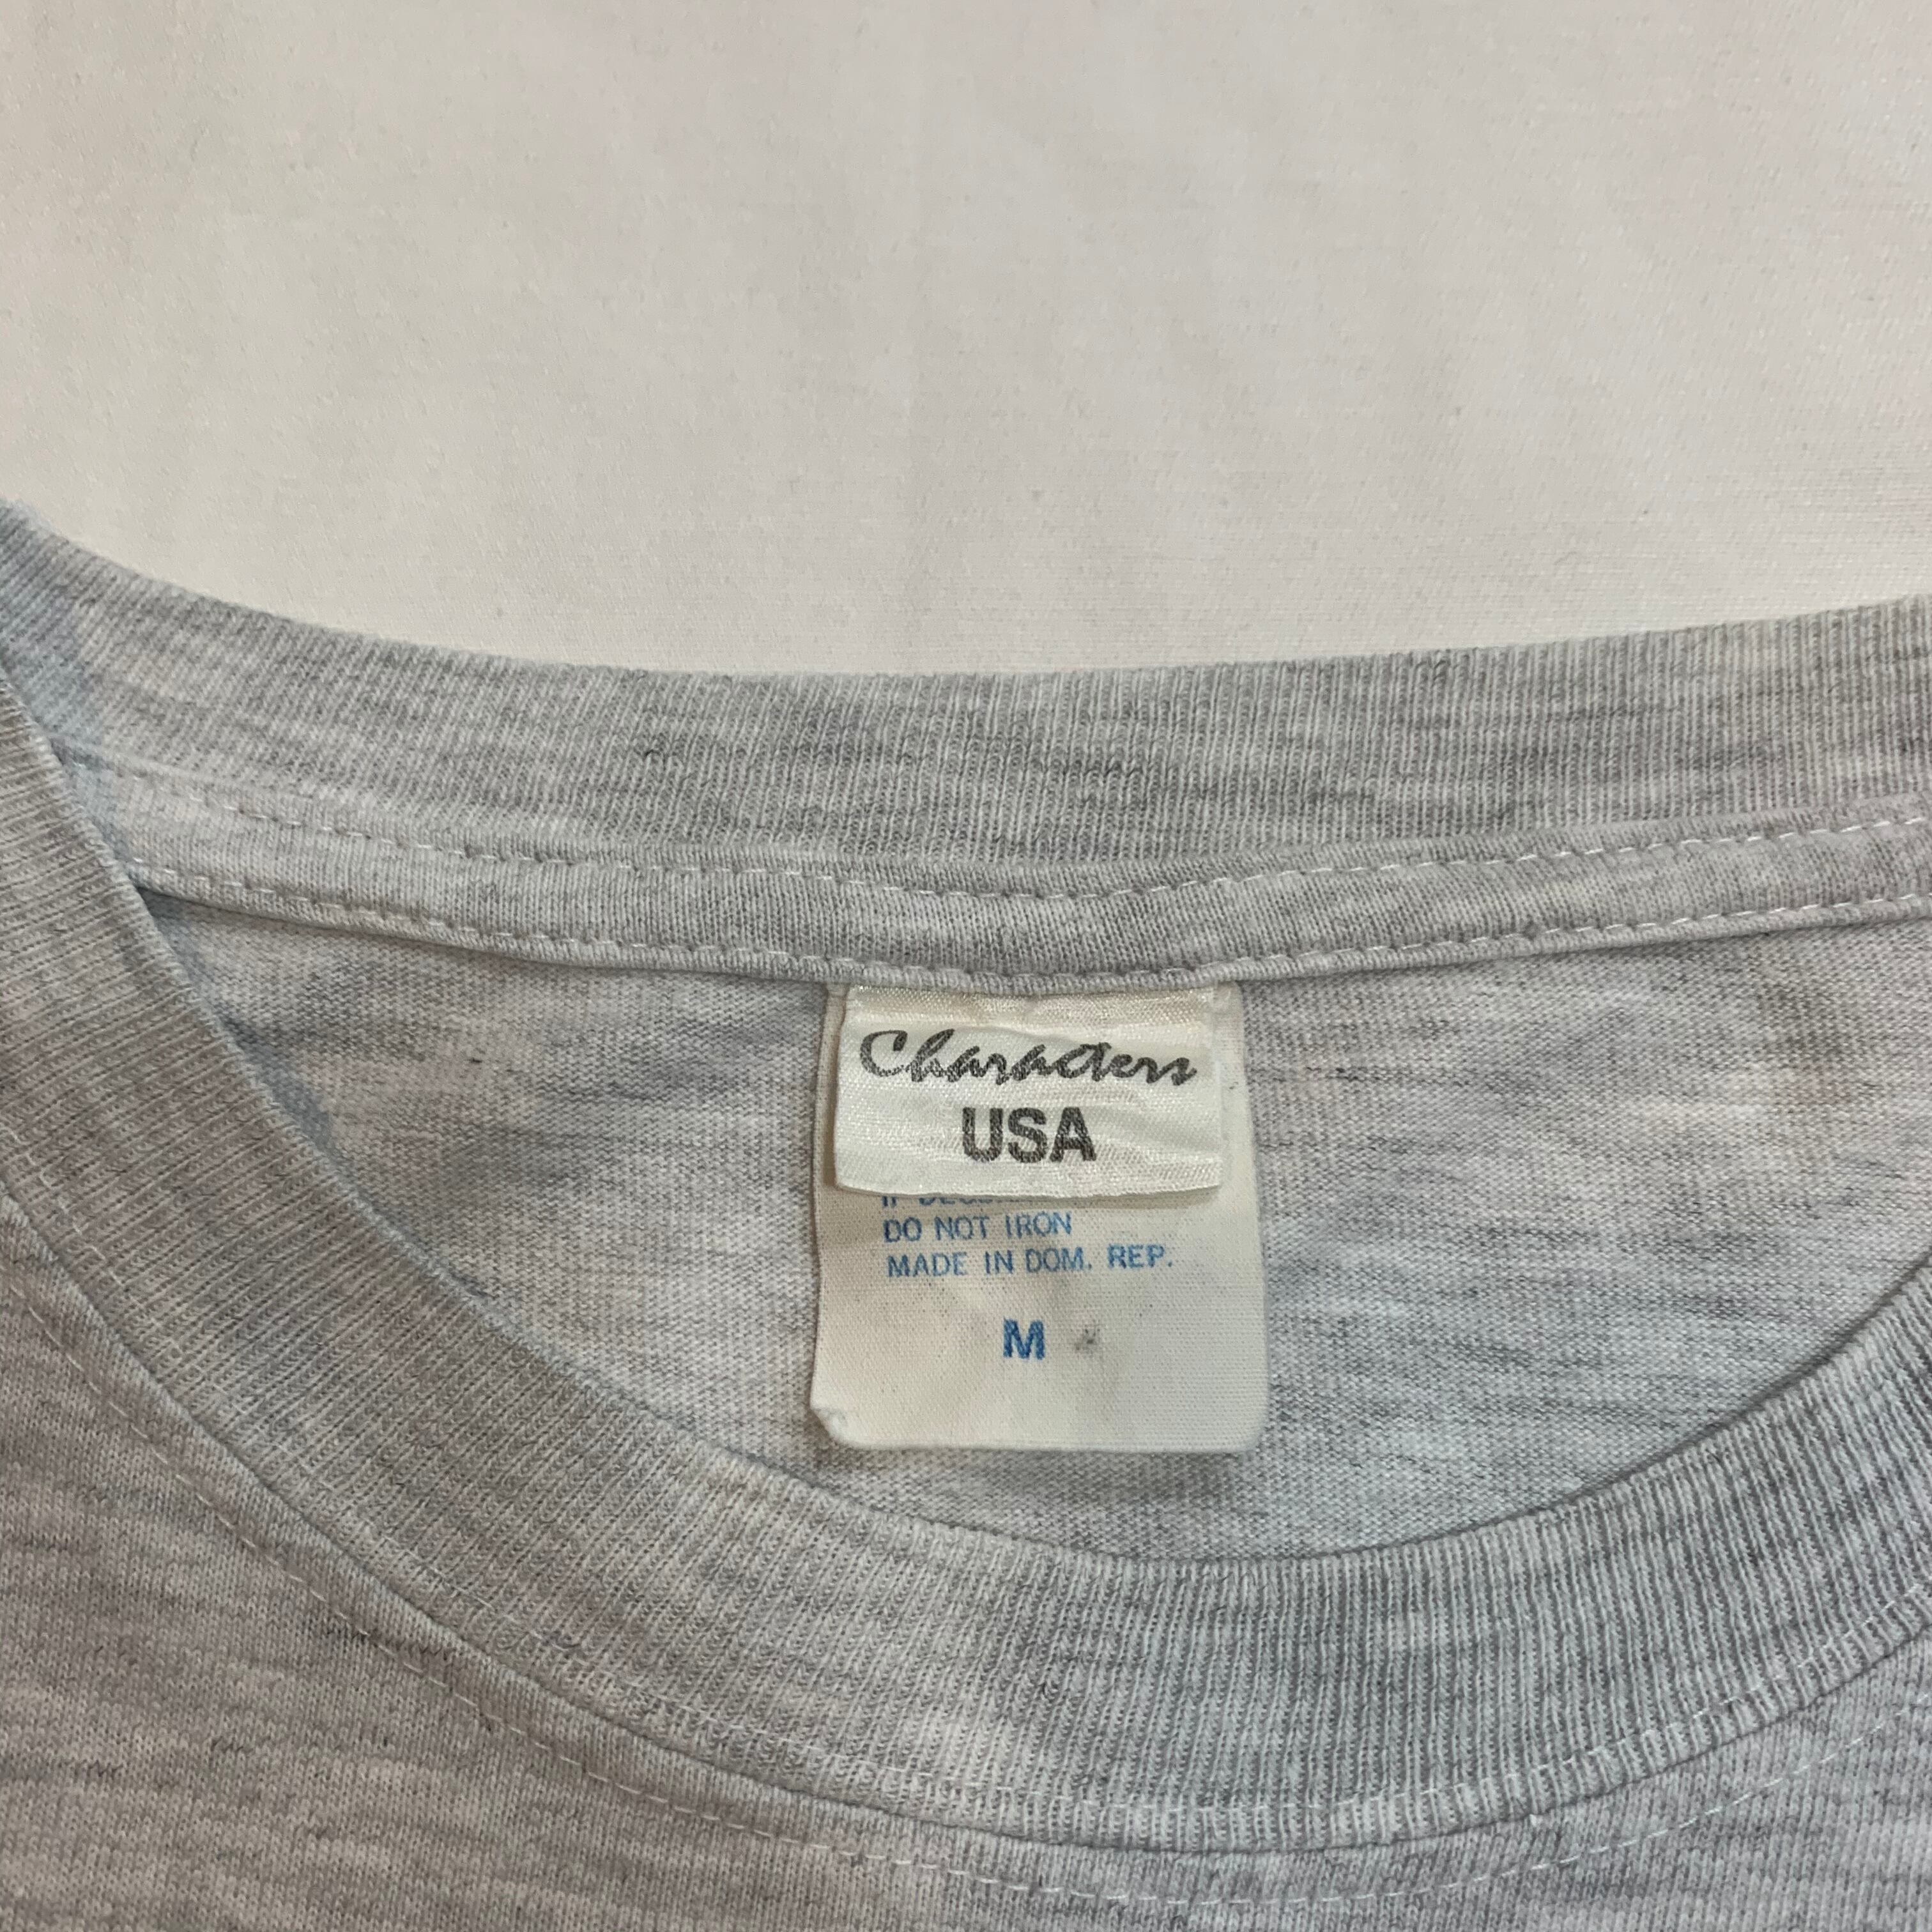 Characters
USA
DO NOT IRON
MADE IN DOM. REP.
M